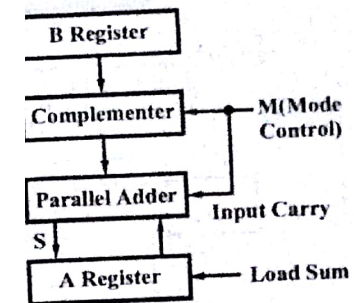 B Register
Complementer
M(Mode
Control)
Parallel Adder
Input Carry
S
A Register
Load Sum